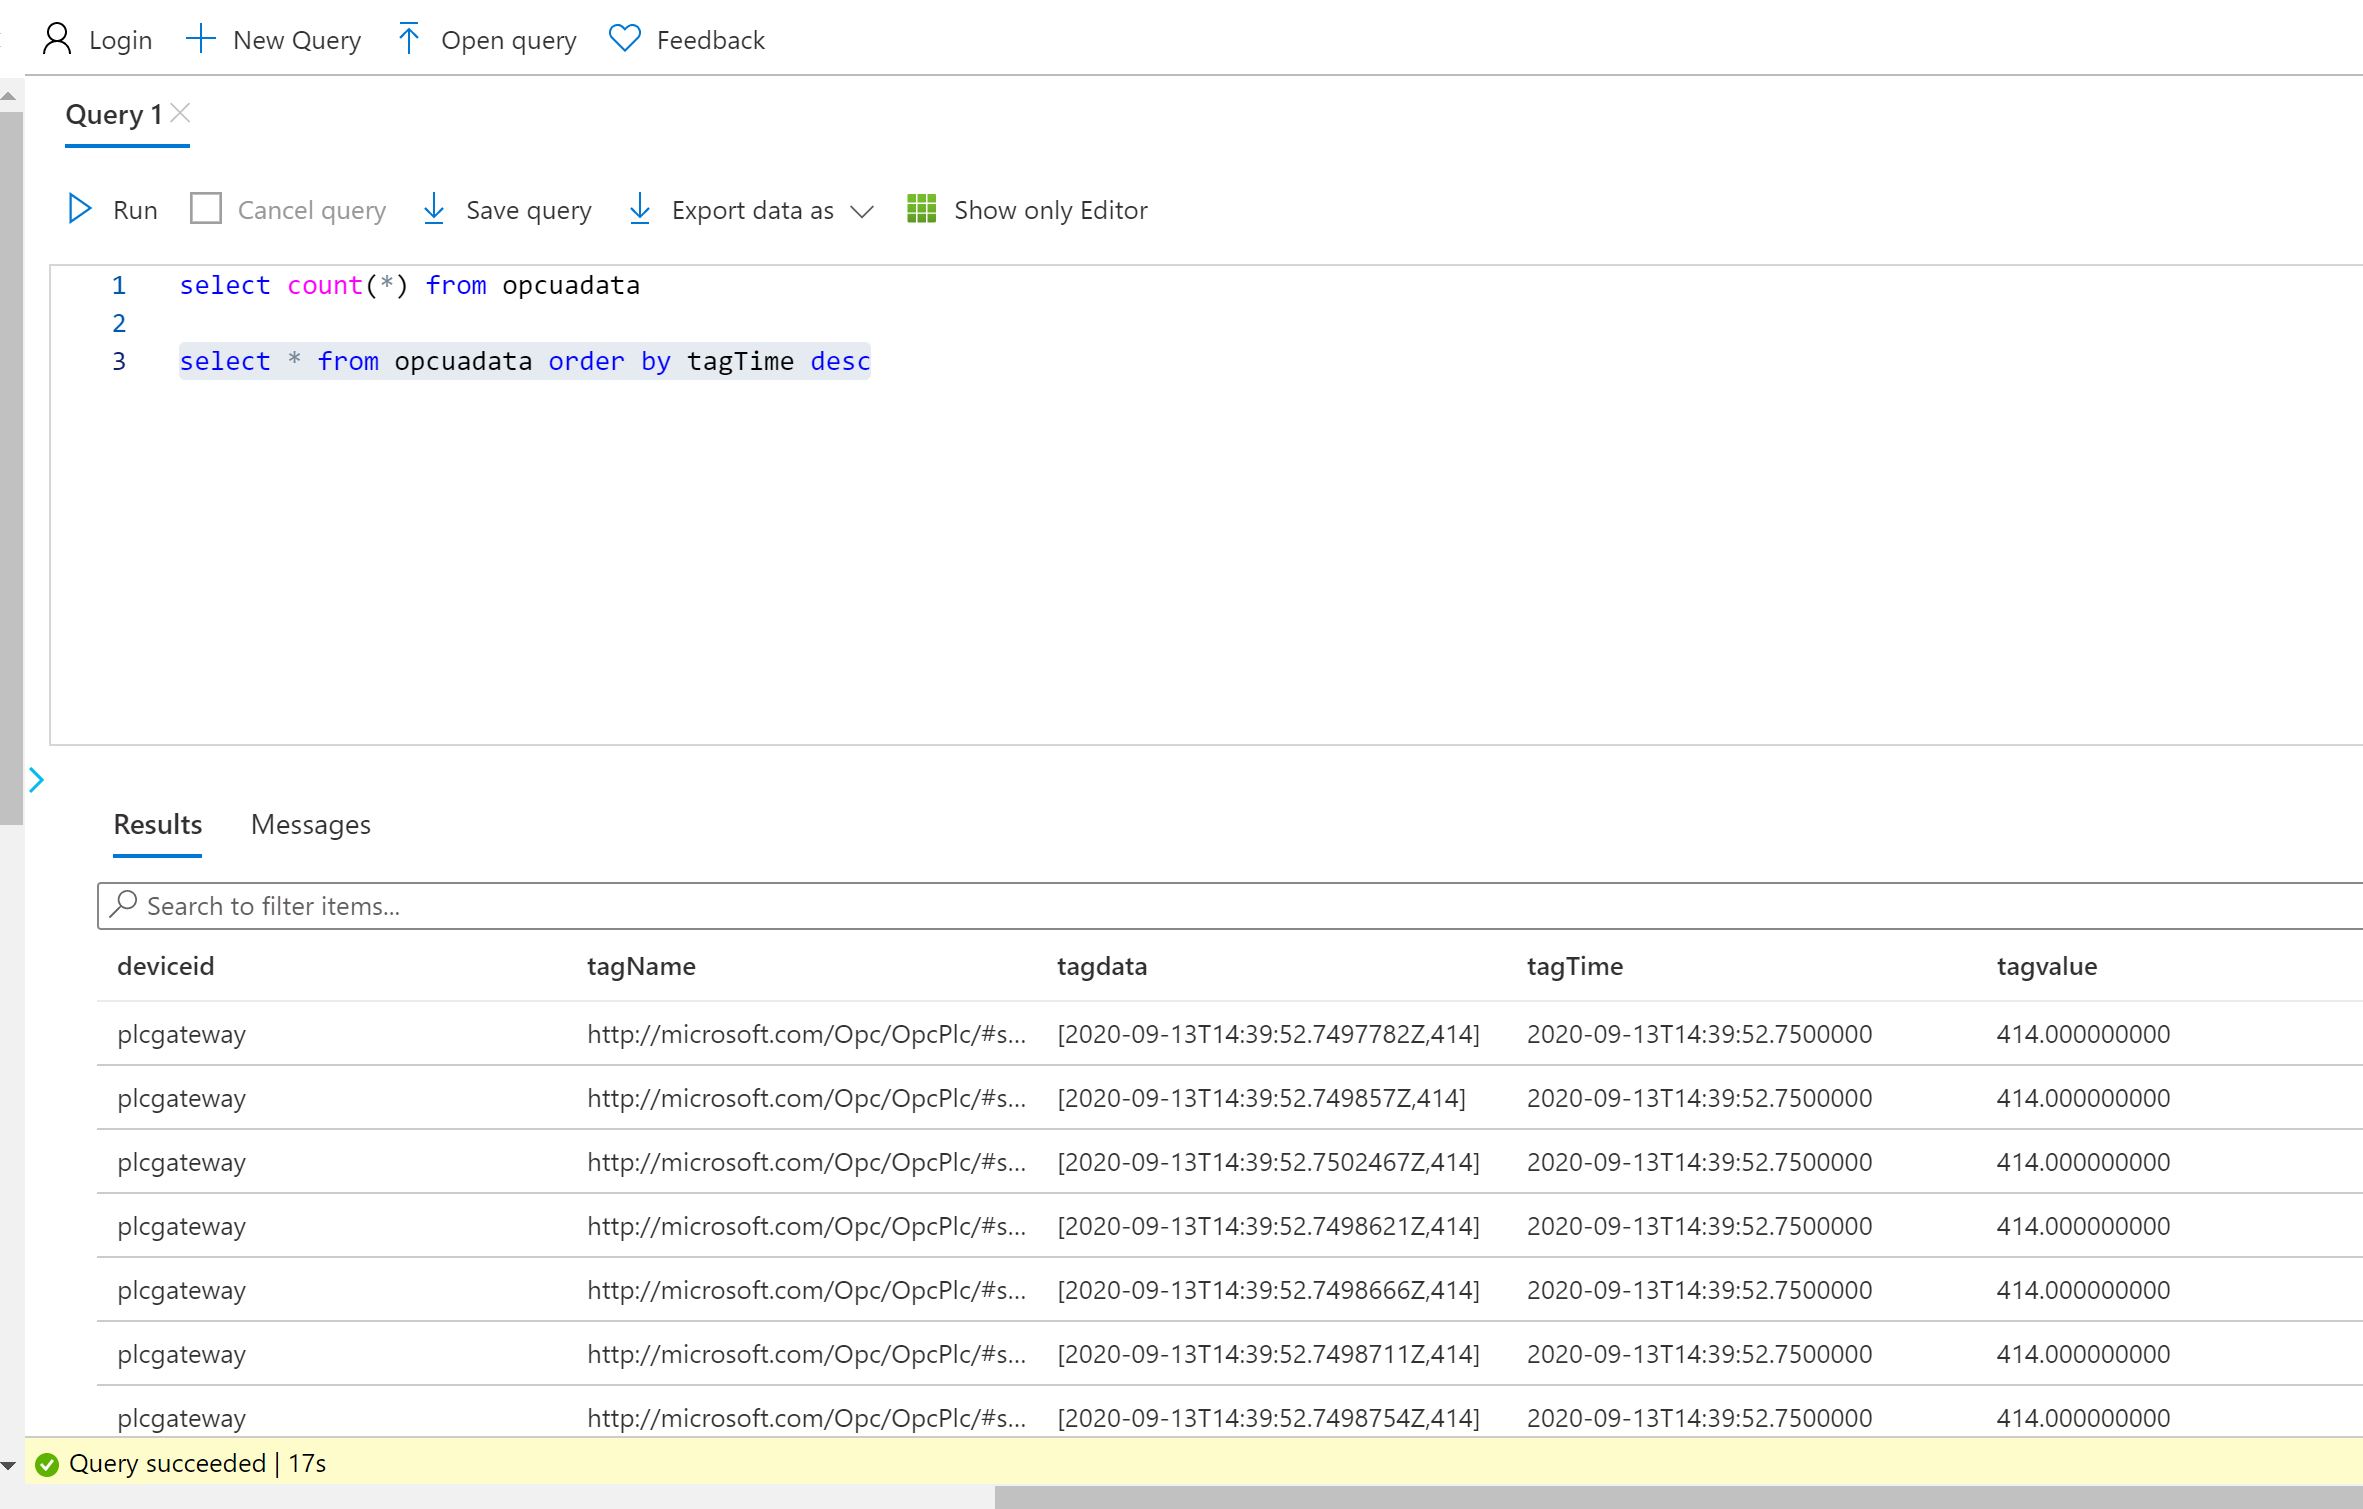 Login New Query Open query Feedback
Query 1
Run Cancel query Save query Export data as Show only Editor
1 select count(*) from opcuadata
2
3 select * from opcuadata order by tagTime desc
Results Messages
Search to filter items...
deviceid tagName tagdata tagTime tagvalue
plcgateway http://microsoft.com/Opc/OpcPlc/#s... [2020-09-13T14:39:52.7497782Z,414] 2020-09-13T14:39:52.7500000 414.000000000
plcgateway http://microsoft.com/Opc/OpcPlc/#s... [2020-09-13T14:39:52.749857Z,414] 2020-09-13T14:39:52.7500000 414.000000000
plcgateway http://microsoft.com/Opc/OpcPlc/#s... [2020-09-13T14:39:52.7502467Z,414] 2020-09-13T14:39:52.7500000 414.000000000
plcgateway http://microsoft.com/Opc/OpcPlc/#s... [2020-09-13T14:39:52.7498621Z,414] 2020-09-13T14:39:52.7500000 414.000000000
plcgateway http://microsoft.com/Opc/OpcPlc/#s... [2020-09-13T14:39:52.7498666Z,414] 2020-09-13T14:39:52.7500000 414.000000000
plcgateway http://microsoft.com/Opc/OpcPlc/#s... [2020-09-13T14:39:52.7498711Z,414] 2020-09-13T14:39:52.7500000 414.000000000
plcgateway http://microsoft.com/Opc/OpcPlc/#s... [2020-09-13T14:39:52.7498754Z,414] 2020-09-13T14:39:52.7500000 414.000000000
Query succeeded | 17s